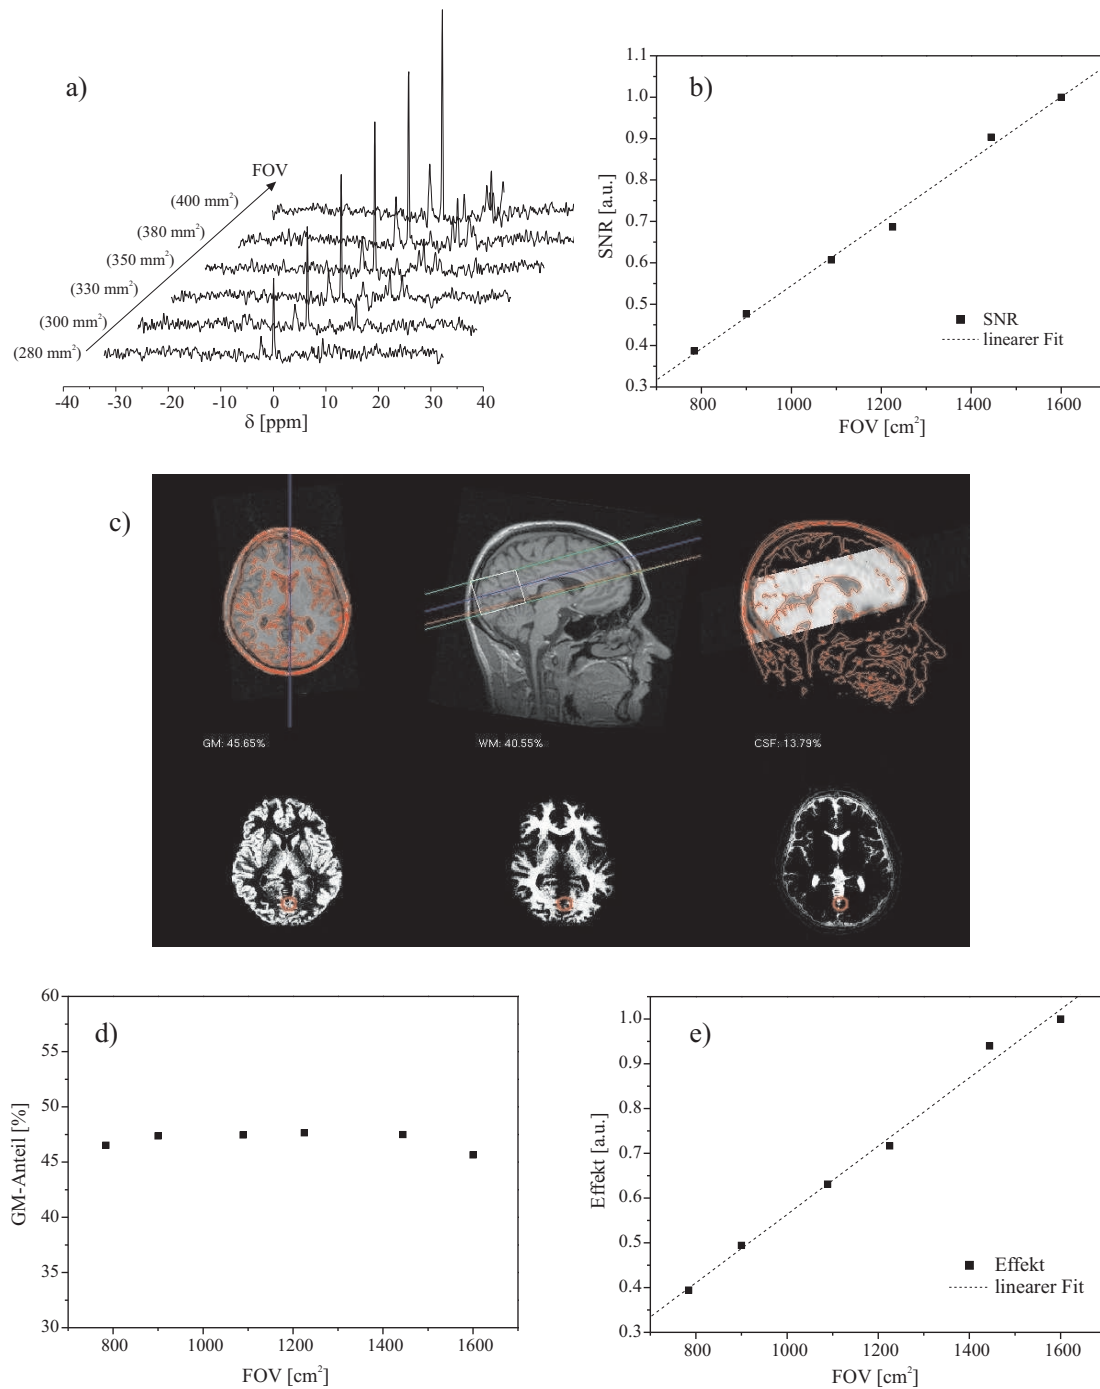 a)
FOV
(400 mm²)
(380 mm²)
(350 mm²)
(330 mm²)
(300 mm²)
(280 mm²)
-40 -30 -20 -10 0 10 20 30 40
δ [ppm]
b)
1.1
1.0
0.9
0.8
0.7
0.6
0.5
0.4
0.3
SNR [a.u.]
SNR
linearer Fit
800 1000 1200 1400 1600
FOV [cm²]
c)
GM: 45.65% WM: 40.55% CSF: 13.79%
d)
60
55
50
45
40
35
30
GM-Anteil [%]
800 1000 1200 1400 1600
FOV [cm²]
e)
1.0
0.9
0.8
0.7
0.6
0.5
0.4
0.3
Effekt [a.u.]
Effekt
linearer Fit
800 1000 1200 1400 1600
FOV [cm²]